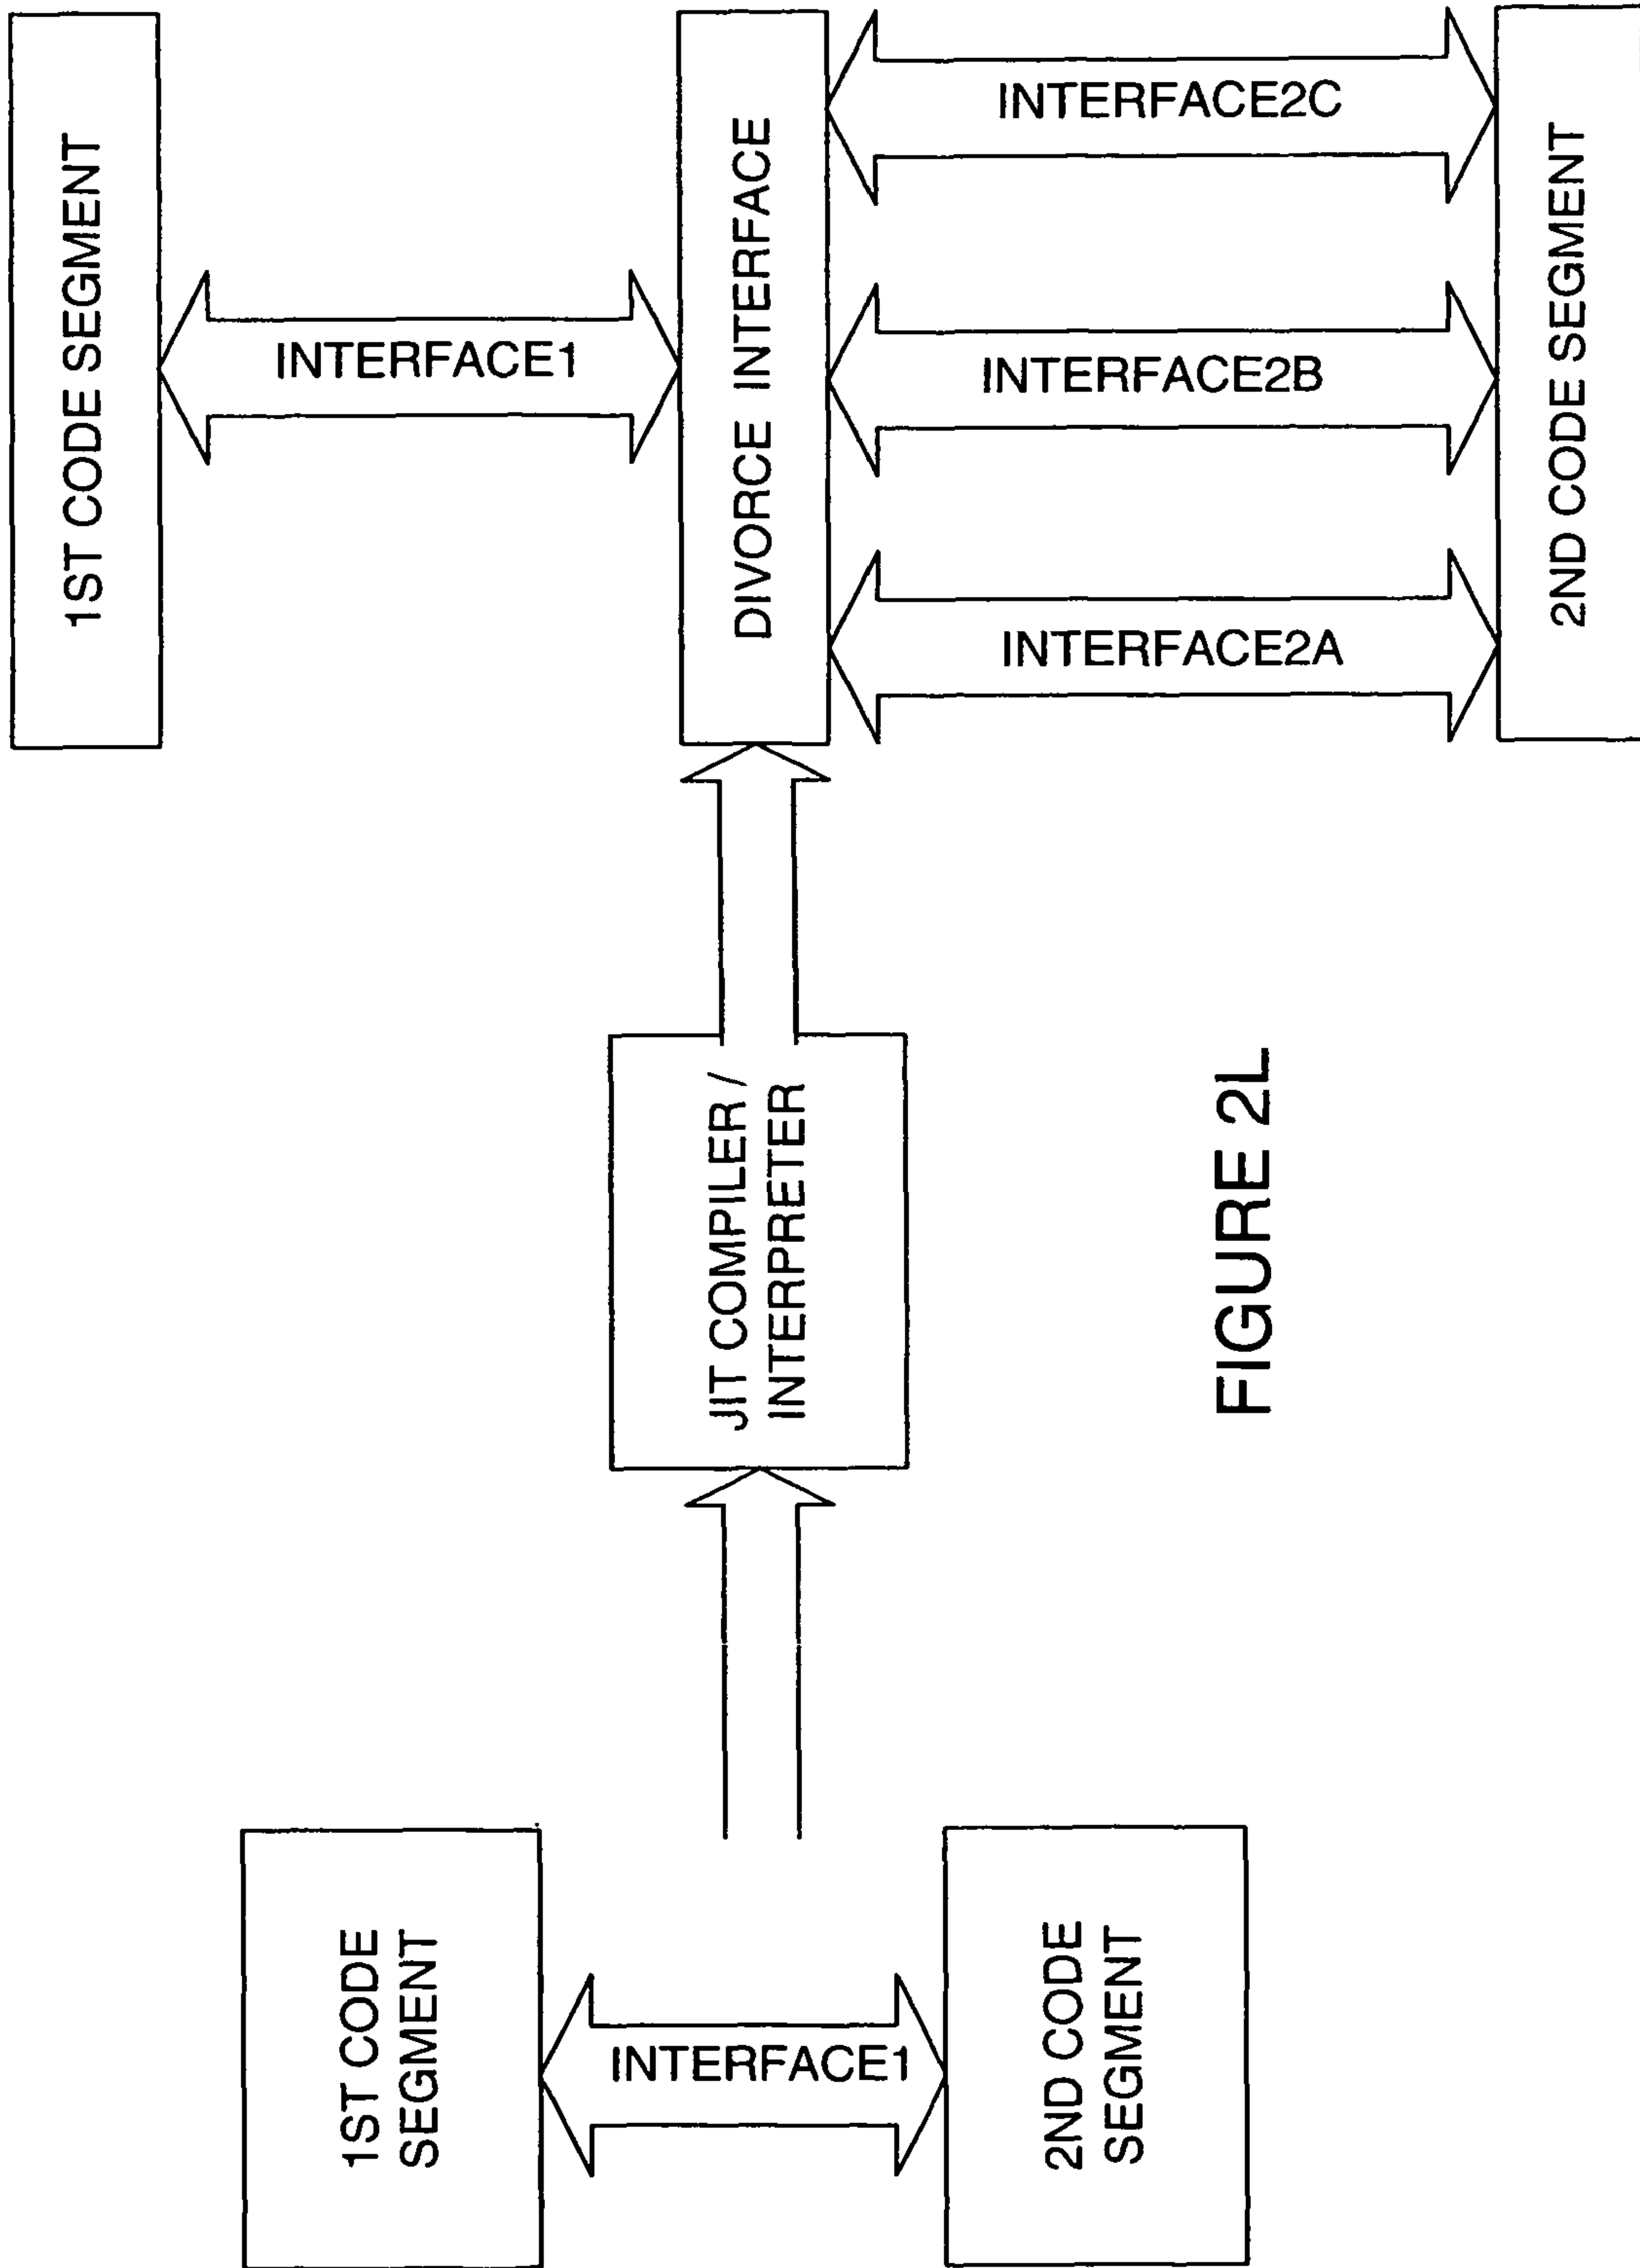 1ST CODE
SEGMENT
INTERFACE1
2ND CODE
SEGMENT
JIT COMPILER /
INTERPRETER
1ST CODE SEGMENT
INTERFACE1
DIVORCE INTERFACE
INTERFACE2A
INTERFACE2B
INTERFACE2C
2ND CODE SEGMENT
FIGURE 2L